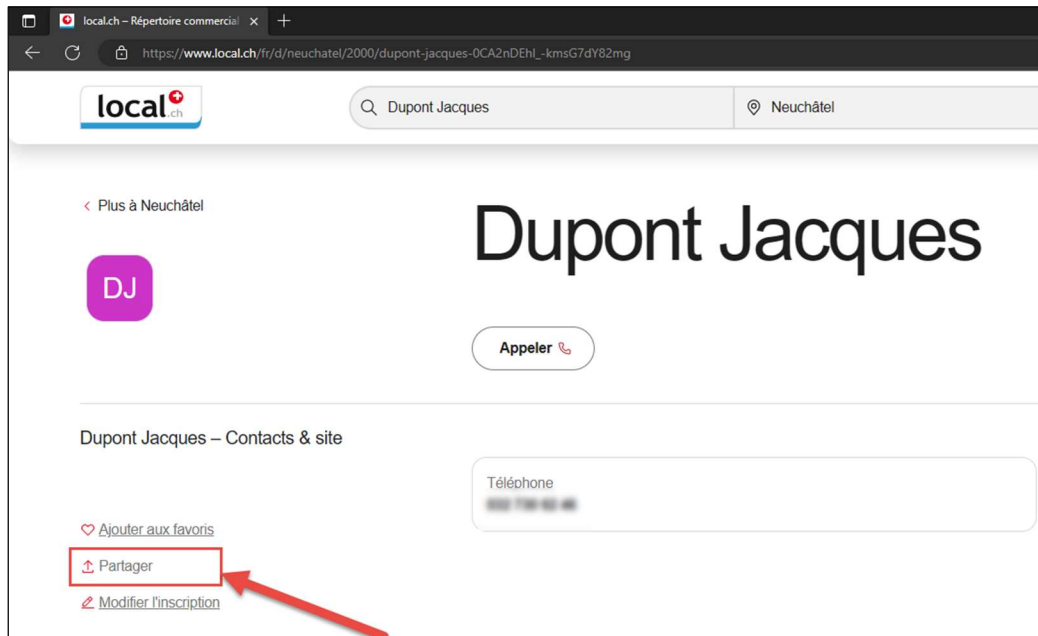 local.ch – Répertoire commercial
https://www.local.ch/fr/d/neuchatel/2000/dupont-jacques-0CA2nDEhl_-kmsG7dY82mg
local.ch
Dupont Jacques
Neuchâtel
Plus à Neuchâtel
Dupont Jacques
DJ
Appeler
Dupont Jacques – Contacts & site
Téléphone
Ajouter aux favoris
Partager
Modifier l'inscription